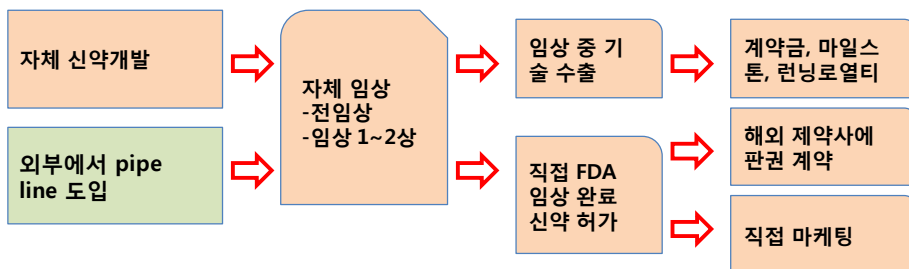 자체 신약개발
외부에서 pipe
line 도입
자체 임상
-전임상
-임상 1~2상
임상 중 기
술 수출
직접 FDA
임상 완료
신약 허가
계약금, 마일스
톤, 런닝로열티
해외 제약사에
판권 계약
직접 마케팅